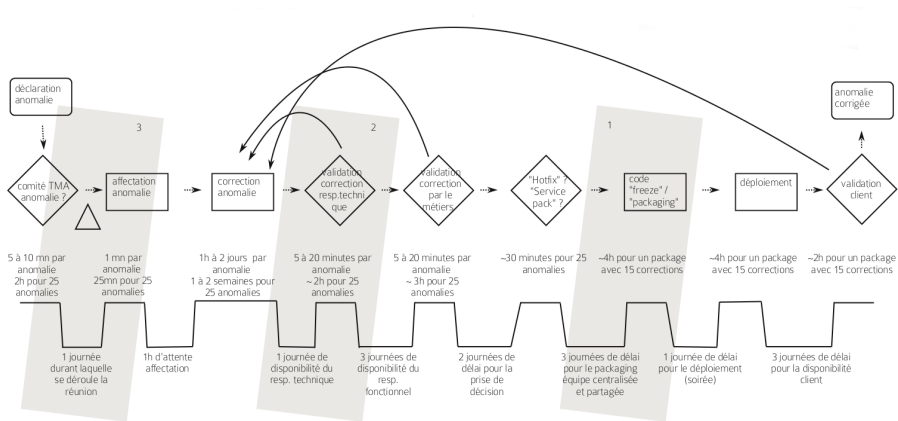 déclaration
anomalie
anomalie
corrigée
3
2
1
comité TMA
anomalie ?
affectation
anomalie
correction
anomalie
validation
correction
resp.techni
que
validation
correction
par le
métiers
"Hotfix" ?
"Service
pack" ?
code
"freeze" /
"packaging"
déploiement
validation
client
5 à 10 mn par
anomalie
2h pour 25
anomalies
1 mn par
anomalie
25mn pour 25
anomalies
1h à 2 jours par
anomalie
1 à 2 semaines pour
25 anomalies
5 à 20 minutes par
anomalie
~ 2h pour 25
anomalies
5 à 20 minutes par
anomalie
~ 3h pour 25
anomalies
~30 minutes pour 25
anomalies
~4h pour un package
avec 15 corrections
~4h pour un package
avec 15 corrections
~2h pour un package
avec 15 corrections
1 journée
durant laquelle
se déroule la
réunion
1h d'attente
affectation
1 journée de
disponibilité du
resp. technique
3 journées de
disponibilité du
resp.
fonctionnel
2 journées de
délai pour la
prise de
décision
3 journées de délai
pour le packaging
équipe centralisée
et partagée
1 journée de délai
pour le déploiement
(soirée)
3 journées de délai
pour la disponibilité
client